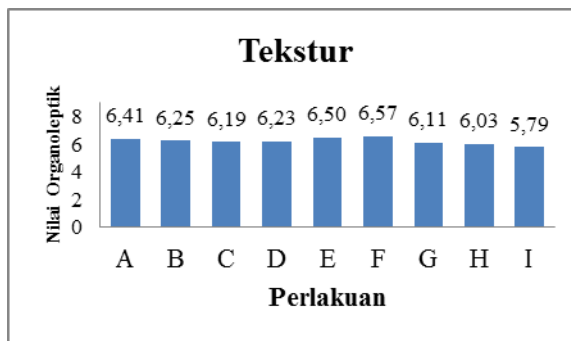 Tekstur
Nilai Organoleptik
8
6
4
2
0
6,41 6,25 6,19 6,23 6,50 6,57 6,11 6,03 5,79
A B C D E F G H I
Perlakuan